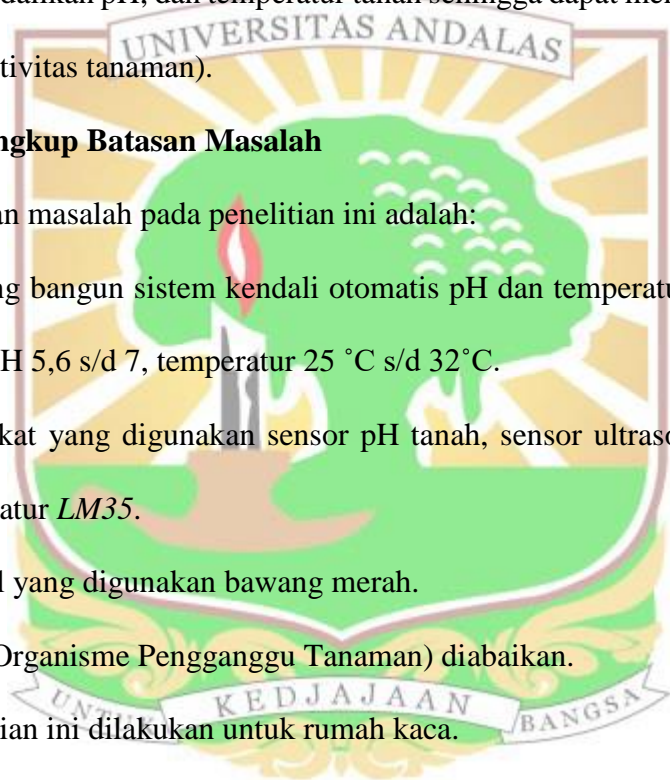 dalikan pH, dan temperatur tanah sehingga dapat
UNIVERSITAS ANDALAS
tivitas tanaman).
ngkup Batasan Masalah
an masalah pada penelitian ini adalah:
ng bangun sistem kendali otomatis pH dan temperatu
H 5,6 s/d 7, temperatur 25 ˚C s/d 32˚C.
kat yang digunakan sensor pH tanah, sensor ultraso
atur LM35.
l yang digunakan bawang merah.
Organisme Pengganggu Tanaman) diabaikan.
UNTUK KEDJAJAAN BANGSA
ian ini dilakukan untuk rumah kaca.